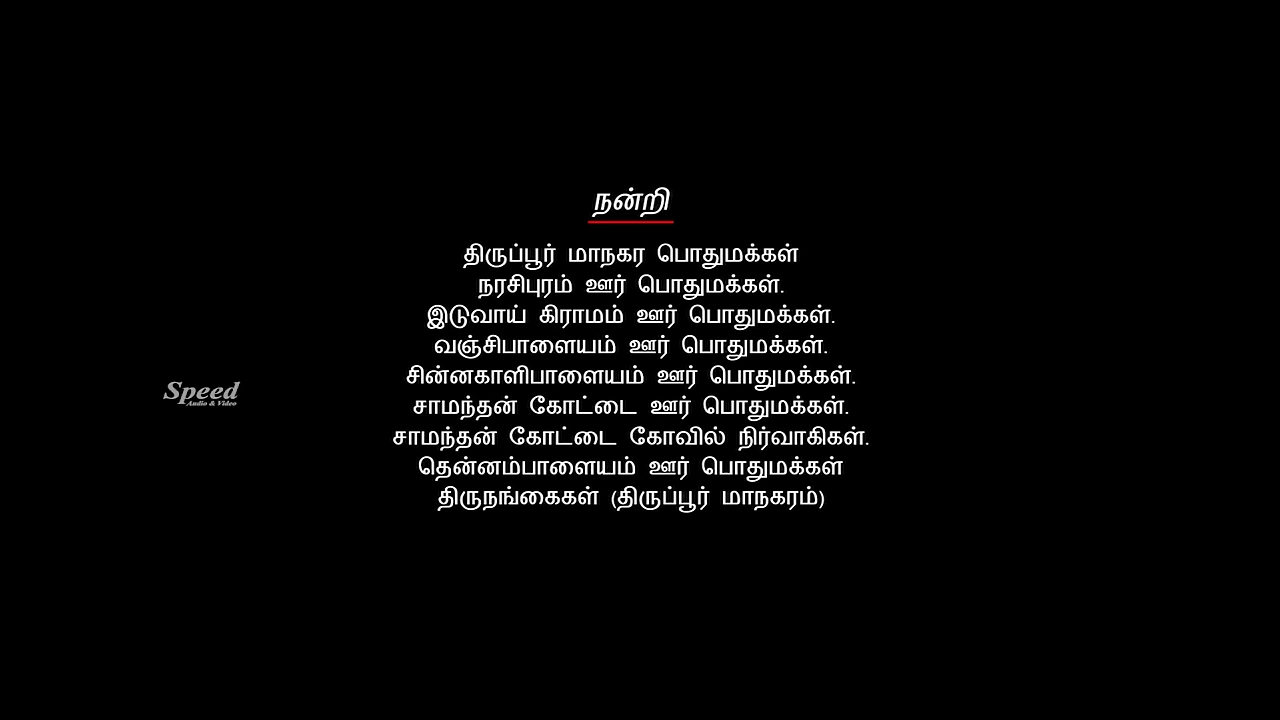 நன்றி
திருப்பூர் மாநகர பொதுமக்கள்
நரசிபுரம் ஊர் பொதுமக்கள்.
இடுவாய் கிராமம் ஊர் பொதுமக்கள்.
வஞ்சிபாளையம் ஊர் பொதுமக்கள்.
சின்னகாளிபாளையம் ஊர் பொதுமக்கள்.
சாமந்தன் கோட்டை ஊர் பொதுமக்கள்.
சாமந்தன் கோட்டை கோவில் நிர்வாகிகள்.
தென்னம்பாளையம் ஊர் பொதுமக்கள்
திருநங்கைகள் (திருப்பூர் மாநகரம்)
Speed
Audio & Video